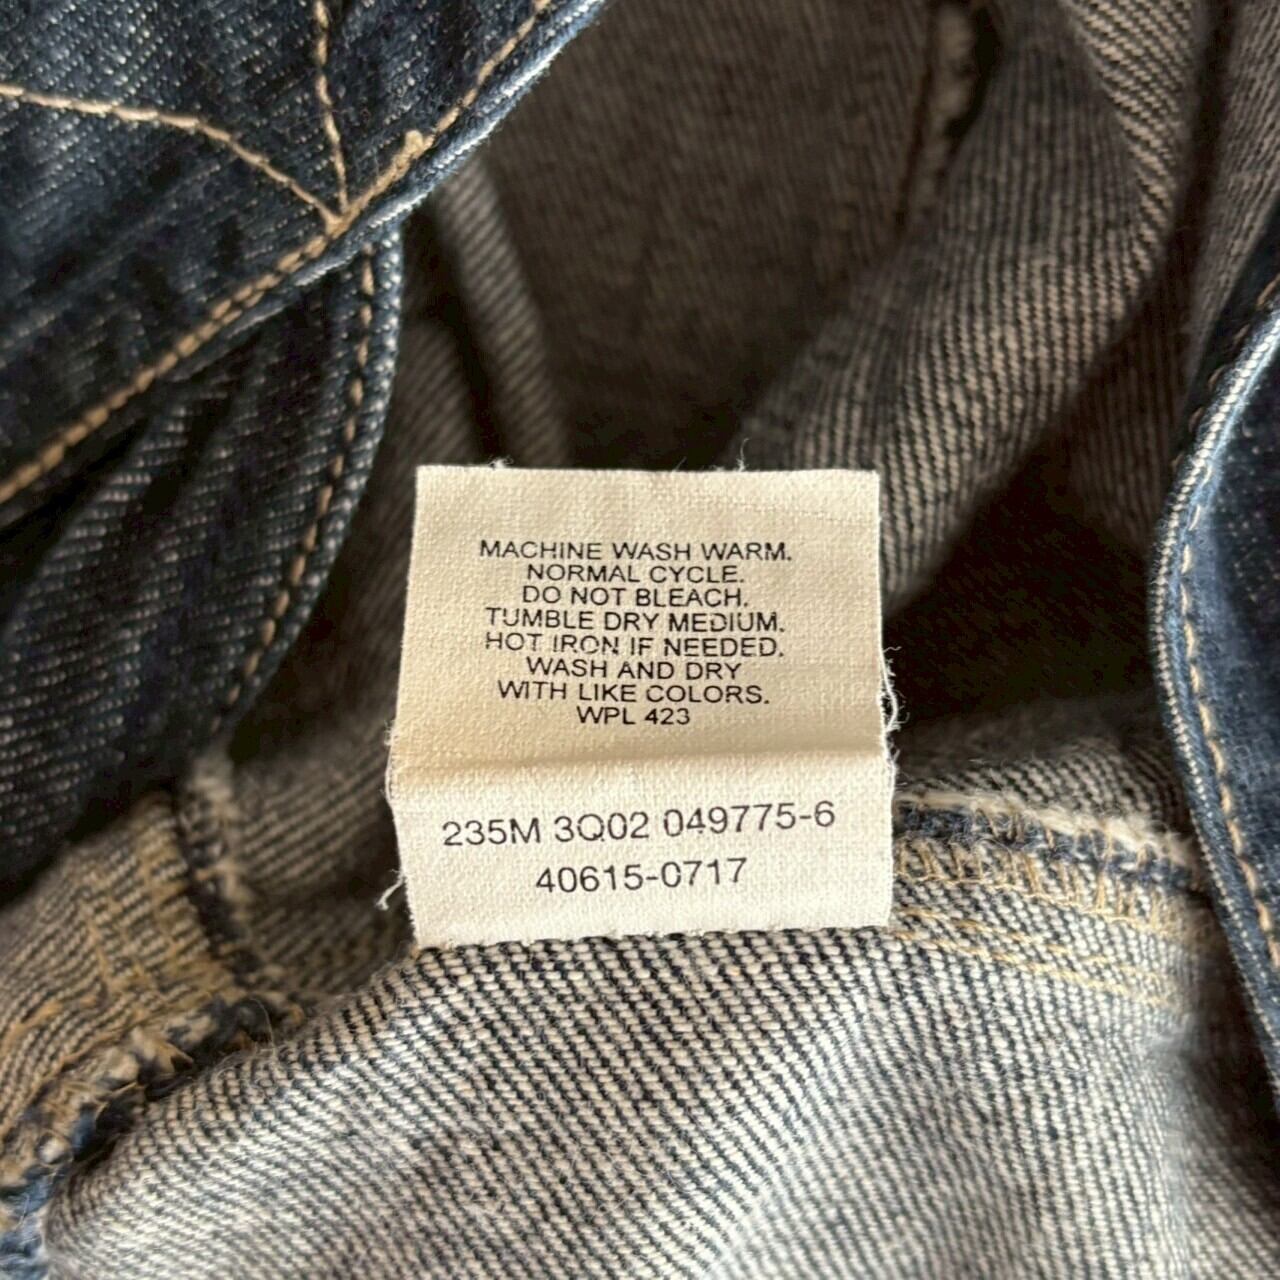 MACHINE WASH WARM.
NORMAL CYCLE.
DO NOT BLEACH.
TUMBLE DRY MEDIUM.
HOT IRON IF NEEDED.
WASH AND DRY
WITH LIKE COLORS.
WPL 423
235M 3Q02 049775-6
40615-0717